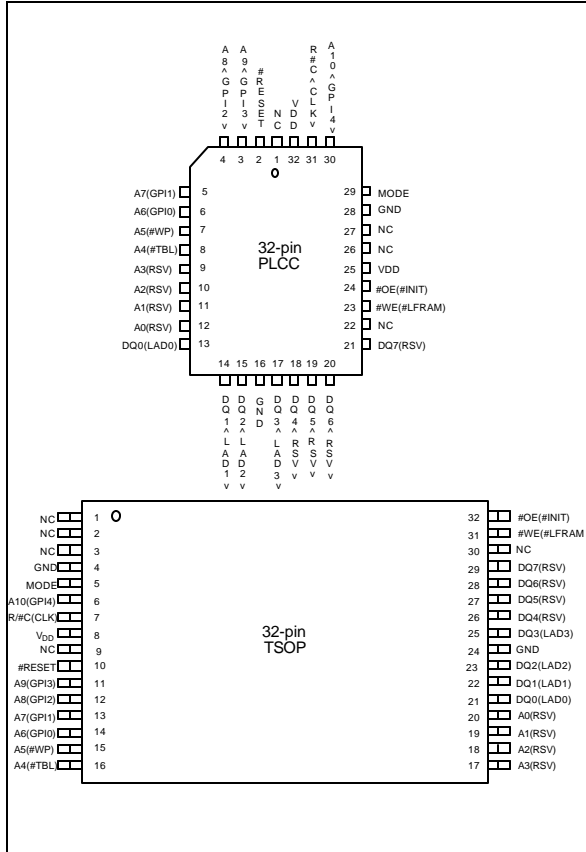 A8^GPI2v
A9^GPI3v
#RESET
NC
VDD
R#C^CLKv
A10^GPI4v
4 3 2 1 32 31 30
A7(GPI1) 5
A6(GPI0) 6
A5(#WP) 7
A4(#TBL) 8
A3(RSV) 9
A2(RSV) 10
A1(RSV) 11
A0(RSV) 12
DQ0(LAD0) 13
32-pin
PLCC
29 MODE
28 GND
27 NC
26 NC
25 VDD
24 #OE(#INIT)
23 #WE(#LFRAM)
22 NC
21 DQ7(RSV)
14 15 16 17 18 19 20
DQ1^LAD1v
DQ2^LAD2v
GND
DQ3^LAD3v
DQ4^RSVv
DQ5^RSVv
DQ6^RSVv
NC 1
NC 2
NC 3
GND 4
MODE 5
A10(GPI4) 6
R/#C(CLK) 7
VDD 8
NC 9
#RESET 10
A9(GPI3) 11
A8(GPI2) 12
A7(GPI1) 13
A6(GPI0) 14
A5(#WP) 15
A4(#TBL) 16
32-pin
TSOP
32 #OE(#INIT)
31 #WE(#LFRAM
30 NC
29 DQ7(RSV)
28 DQ6(RSV)
27 DQ5(RSV)
26 DQ4(RSV)
25 DQ3(LAD3)
24 GND
23 DQ2(LAD2)
22 DQ1(LAD1)
21 DQ0(LAD0)
20 A0(RSV)
19 A1(RSV)
18 A2(RSV)
17 A3(RSV)